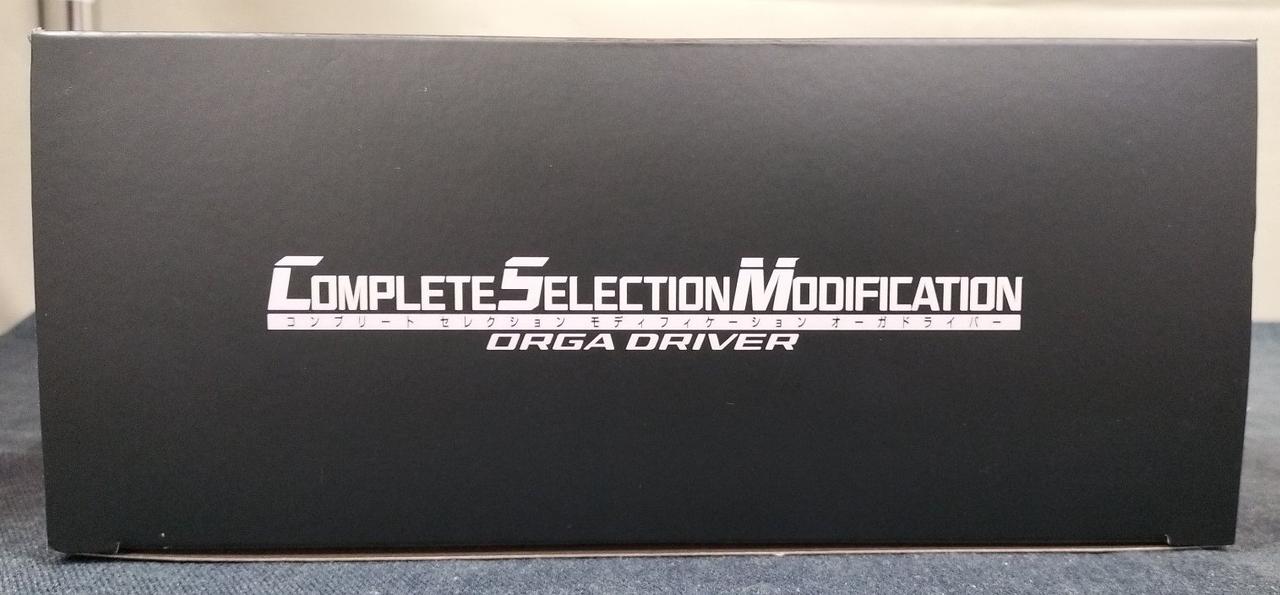 COMPLETE SELECTION MODIFICATION
コンプリート セレクション モディフィケーション オーガドライバー
ORGA DRIVER